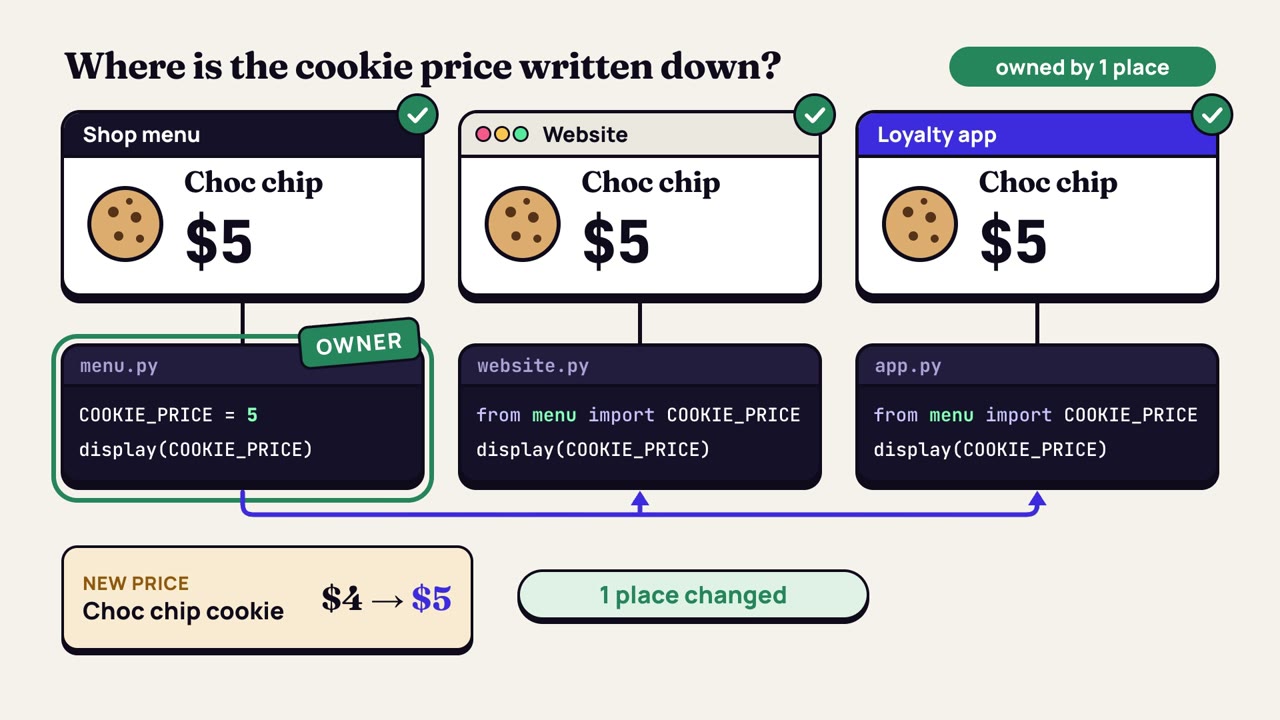 Where is the cookie price written down?
owned by 1 place
Shop menu
Choc chip
$5
Website
Choc chip
$5
Loyalty app
Choc chip
$5
OWNER
menu.py
COOKIE_PRICE = 5
display(COOKIE_PRICE)
website.py
from menu import COOKIE_PRICE
display(COOKIE_PRICE)
app.py
from menu import COOKIE_PRICE
display(COOKIE_PRICE)
NEW PRICE
Choc chip cookie
$4 → $5
1 place changed